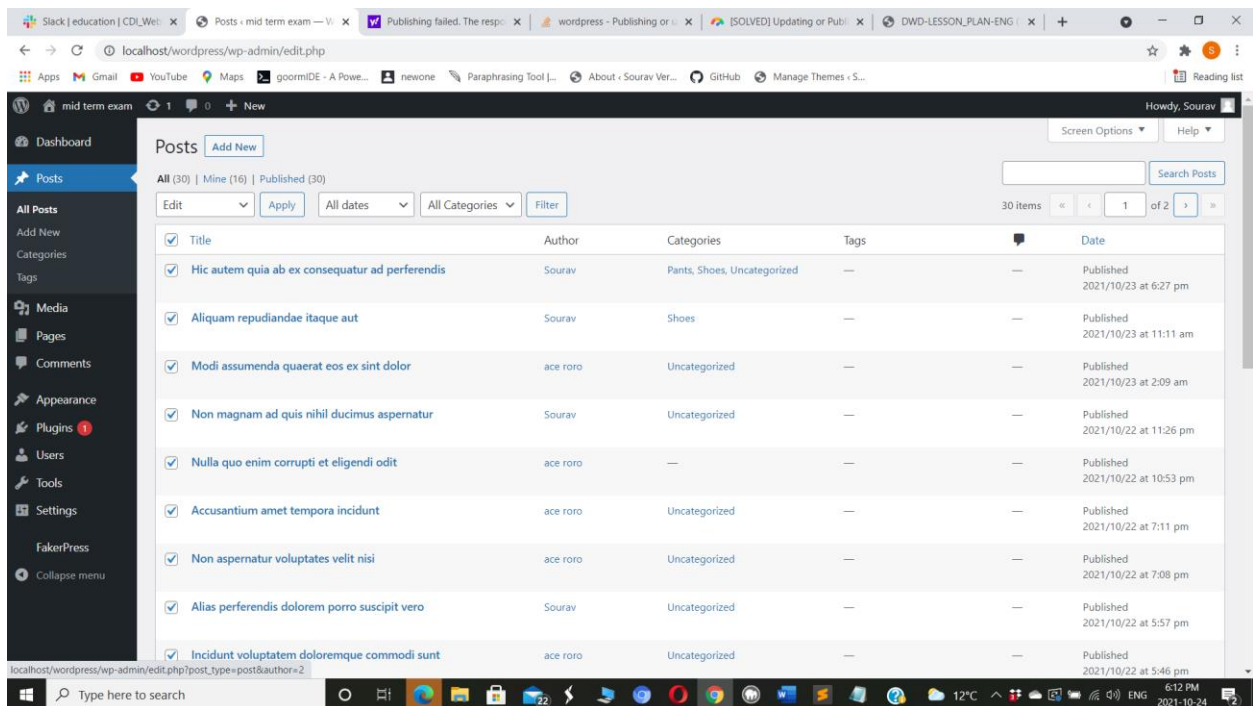 Slack | education | CDI_Web
Posts ‹ mid term exam — W
Publishing failed. The respo
wordpress - Publishing or u
[SOLVED] Updating or Publi
DWD-LESSON_PLAN-ENG (
localhost/wordpress/wp-admin/edit.php
S
Apps Gmail YouTube Maps goormIDE - A Powe... newone Paraphrasing Tool |... About ‹ Sourav Ver... GitHub Manage Themes ‹ S... Reading list
mid term exam 1 0 + New Howdy, Sourav
Dashboard
Posts
All Posts
Add New
Categories
Tags
Media
Pages
Comments
Appearance
Plugins 1
Users
Tools
Settings
FakerPress
Collapse menu
Screen Options ▼ Help ▼
Posts Add New
All (30) | Mine (16) | Published (30)
Search Posts
Edit Apply All dates All Categories Filter 30 items « ‹ 1 of 2 › »
Title Author Categories Tags Date
Hic autem quia ab ex consequatur ad perferendis Sourav Pants, Shoes, Uncategorized — — Published
2021/10/23 at 6:27 pm
Aliquam repudiandae itaque aut Sourav Shoes — — Published
2021/10/23 at 11:11 am
Modi assumenda quaerat eos ex sint dolor ace roro Uncategorized — — Published
2021/10/23 at 2:09 am
Non magnam ad quis nihil ducimus aspernatur Sourav Uncategorized — — Published
2021/10/22 at 11:26 pm
Nulla quo enim corrupti et eligendi odit ace roro — — — Published
2021/10/22 at 10:53 pm
Accusantium amet tempora incidunt ace roro Uncategorized — — Published
2021/10/22 at 7:11 pm
Non aspernatur voluptates velit nisi ace roro Uncategorized — — Published
2021/10/22 at 7:08 pm
Alias perferendis dolorem porro suscipit vero Sourav Uncategorized — — Published
2021/10/22 at 5:57 pm
Incidunt voluptatem doloremque commodi sunt ace roro Uncategorized — — Published
2021/10/22 at 5:46 pm
localhost/wordpress/wp-admin/edit.php?post_type=post&author=2
Type here to search 22 12°C ENG 6:12 PM
2021-10-24 2